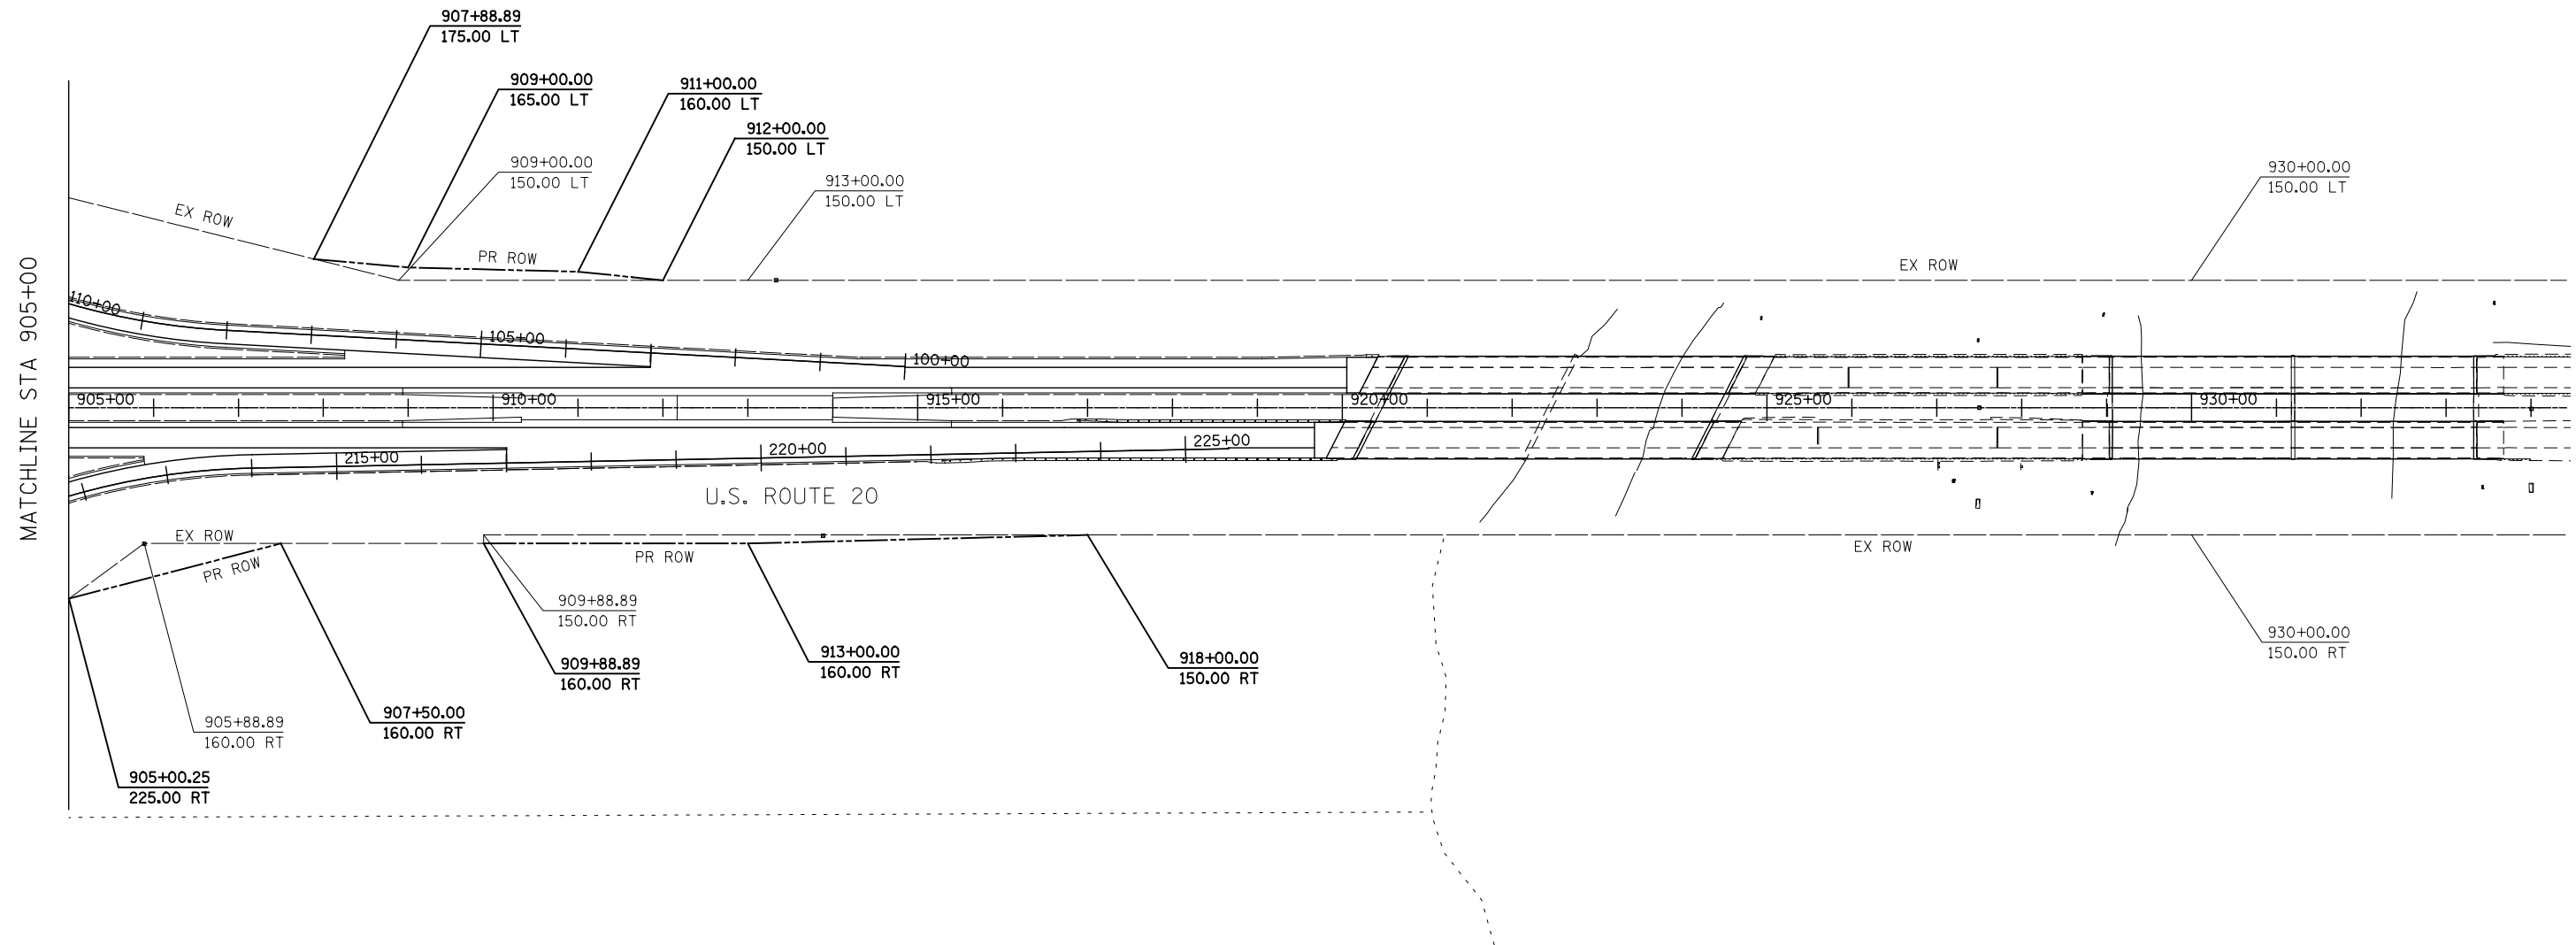 907+88.89
175.00 LT
909+00.00
165.00 LT
911+00.00
160.00 LT
912+00.00
150.00 LT
909+00.00
150.00 LT
913+00.00
150.00 LT
930+00.00
150.00 LT
EX ROW
PR ROW
EX ROW
MATCHLINE STA 905+00
110+00
105+00
100+00
905+00
910+00
915+00
920+00
925+00
930+00
215+00
220+00
225+00
U.S. ROUTE 20
EX ROW
PR ROW
PR ROW
EX ROW
909+88.89
150.00 RT
909+88.89
160.00 RT
913+00.00
160.00 RT
918+00.00
150.00 RT
930+00.00
150.00 RT
905+88.89
160.00 RT
907+50.00
160.00 RT
905+00.25
225.00 RT